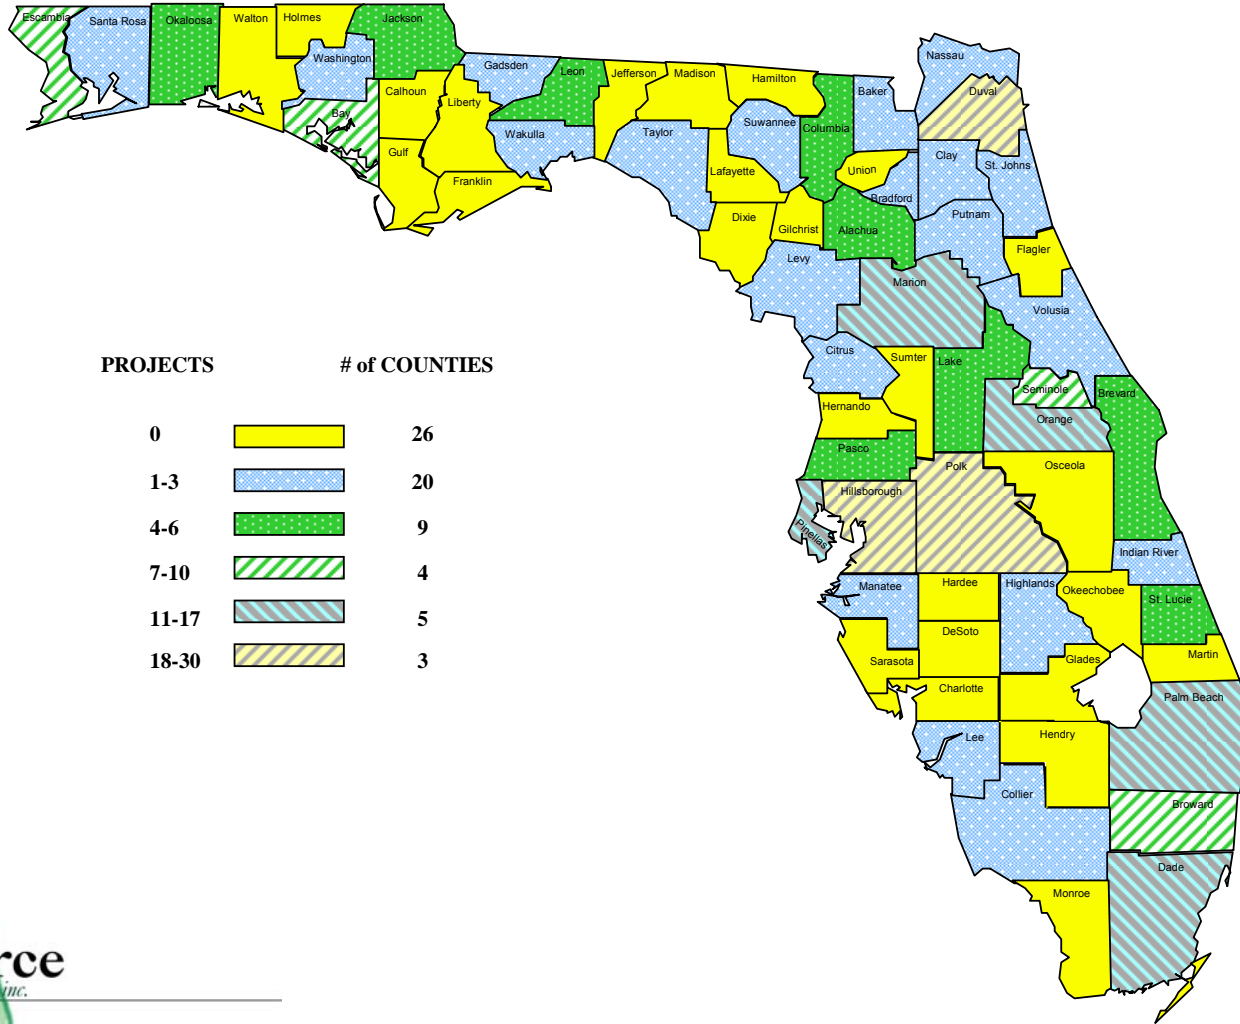 Escambia
Santa Rosa
Okaloosa
Walton
Holmes
Jackson
Washington
Bay
Calhoun
Liberty
Gulf
Franklin
Gadsden
Leon
Wakulla
Jefferson
Madison
Hamilton
Taylor
Suwannee
Lafayette
Columbia
Baker
Nassau
Duval
Union
Bradford
Clay
St. Johns
Putnam
Dixie
Gilchrist
Alachua
Levy
Marion
Flagler
Volusia
Citrus
Sumter
Lake
Seminole
Orange
Brevard
Hernando
Pasco
Polk
Osceola
Hillsborough
Pinellas
Indian River
Manatee
Hardee
Highlands
Okeechobee
St. Lucie
DeSoto
Sarasota
Glades
Martin
Charlotte
Palm Beach
Lee
Hendry
Collier
Broward
Dade
Monroe
PROJECTS # of COUNTIES
0 26
1-3 20
4-6 9
7-10 4
11-17 5
18-30 3
rce
inc.